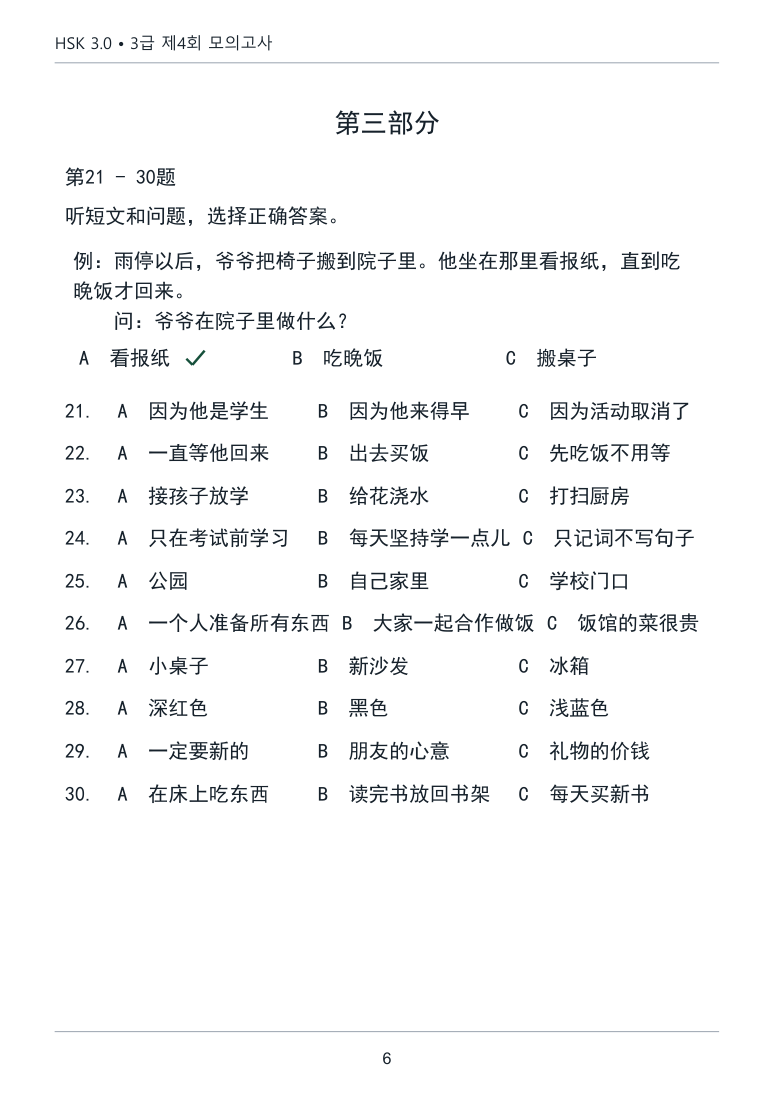 HSK 3.0 • 3급 제4회 모의고사
第三部分
第21 - 30题
听短文和问题，选择正确答案。
例：雨停以后，爷爷把椅子搬到院子里。他坐在那里看报纸，直到吃
晚饭才回来。
问：爷爷在院子里做什么？
A 看报纸 ✓ B 吃晚饭 C 搬桌子
21. A 因为他是学生 B 因为他来得早 C 因为活动取消了
22. A 一直等他回来 B 出去买饭 C 先吃饭不用等
23. A 接孩子放学 B 给花浇水 C 打扫厨房
24. A 只在考试前学习 B 每天坚持学一点儿 C 只记词不写句子
25. A 公园 B 自己家里 C 学校门口
26. A 一个人准备所有东西 B 大家一起合作做饭 C 饭馆的菜很贵
27. A 小桌子 B 新沙发 C 冰箱
28. A 深红色 B 黑色 C 浅蓝色
29. A 一定要新的 B 朋友的心意 C 礼物的价钱
30. A 在床上吃东西 B 读完书放回书架 C 每天买新书
6